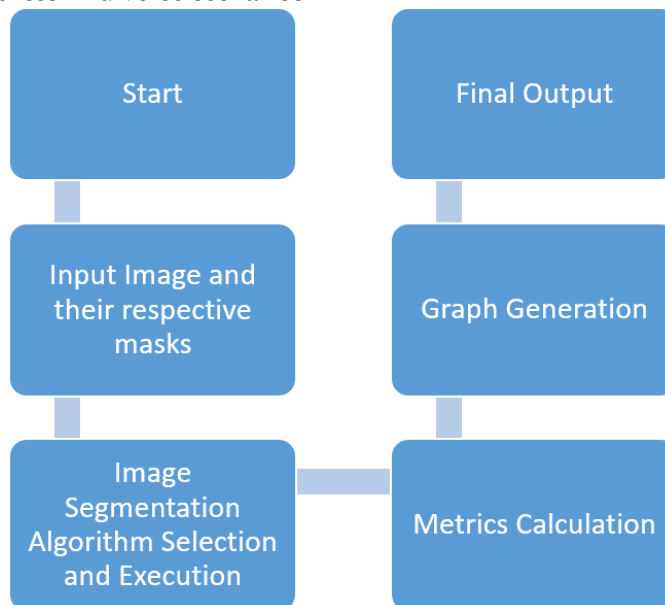 Start
Final Output
Input Image and
their respective
masks
Graph Generation
Image
Segmentation
Algorithm Selection
and Execution
Metrics Calculation